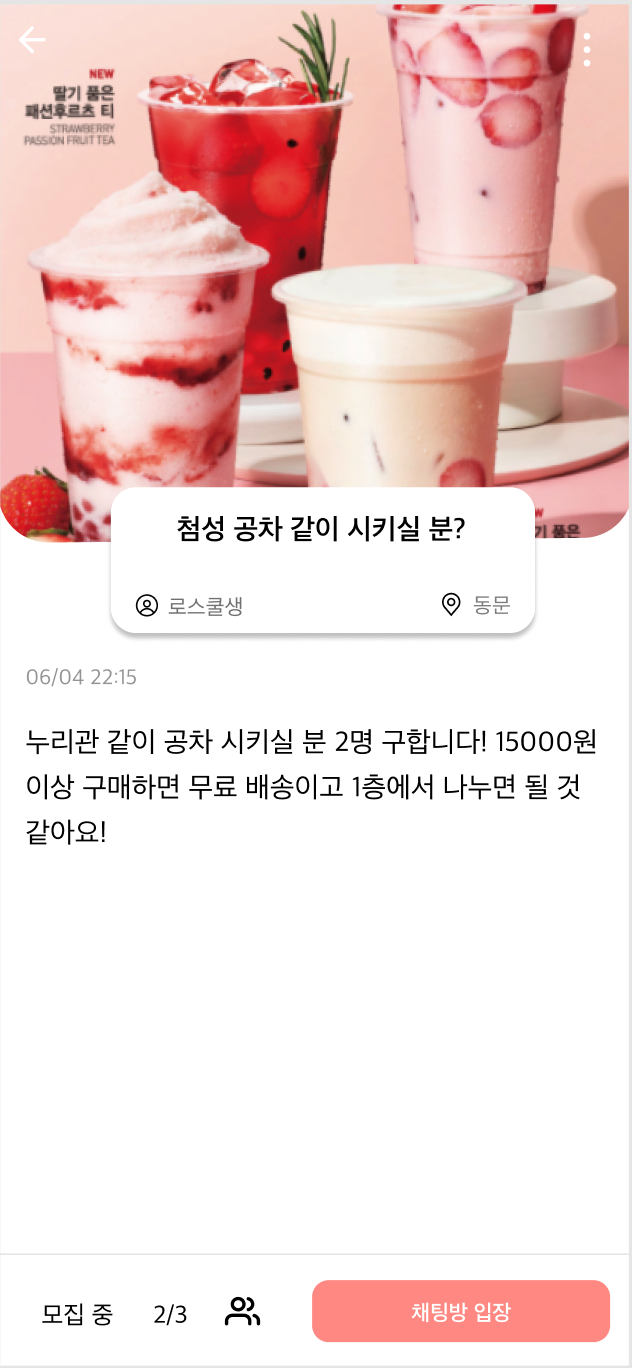 NEW
딸기 품은
패션후르츠 티
STRAWBERRY
PASSION FRUIT TEA
기 품은
첨성 공차 같이 시키실 분?
로스쿨생
동문
06/04 22:15
누리관 같이 공차 시키실 분 2명 구합니다! 15000원
이상 구매하면 무료 배송이고 1층에서 나누면 될 것
같아요!
모집 중 2/3
채팅방 입장